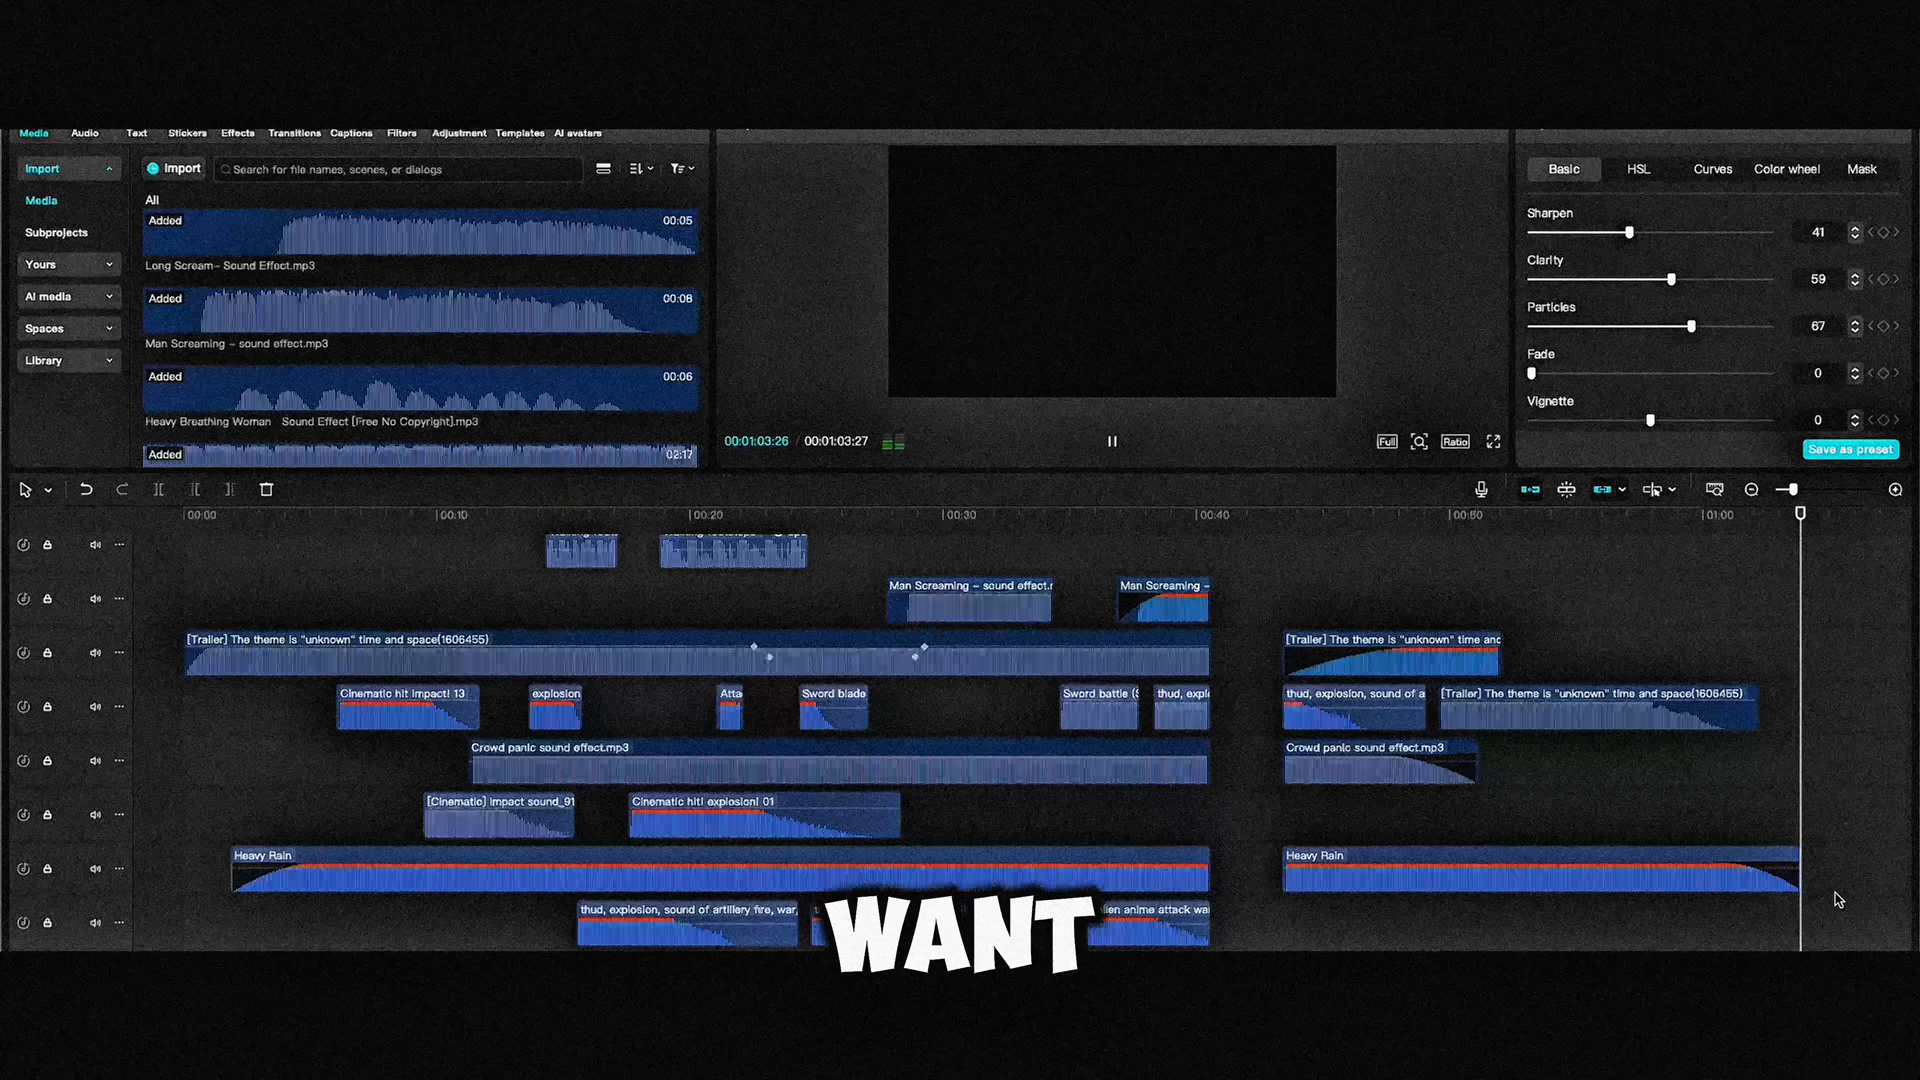 Media Audio Text Stickers Effects Transitions Captions Filters Adjustment Templates AI avatars
Import
Media
Subprojects
Yours
AI media
Spaces
Library
Import
Search for file names, scenes, or dialogs
All
Added 00:05
Long Scream– Sound Effect.mp3
Added 00:08
Man Screaming – sound effect.mp3
Added 00:06
Heavy Breathing Woman Sound Effect [Free No Copyright].mp3
Added 02:17
00:01:03:26 / 00:01:03:27
Full
Ratio
Basic HSL Curves Color wheel Mask
Sharpen
41
Clarity
59
Particles
67
Fade
0
Vignette
0
Save as preset
00:00 00:10 00:20 00:30 00:40 00:50 01:00
Man Screaming – sound effect.r Man Screaming –
[Trailer] The theme is "unknown" time and space(1606455) [Trailer] The theme is "unknown" time anc
Cinematic hit impact! 13 explosion Atta Sword blade Sword battle (S thud, expl thud, explosion, sound of a [Trailer] The theme is "unknown" time and space(1606455)
Crowd panic sound effect.mp3 Crowd panic sound effect.mp3
[Cinematic] Impact sound_91 Cinematic hit! explosion! 01
Heavy Rain Heavy Rain
thud, explosion, sound of artillery fire, war, ien anime attack wa
WANT